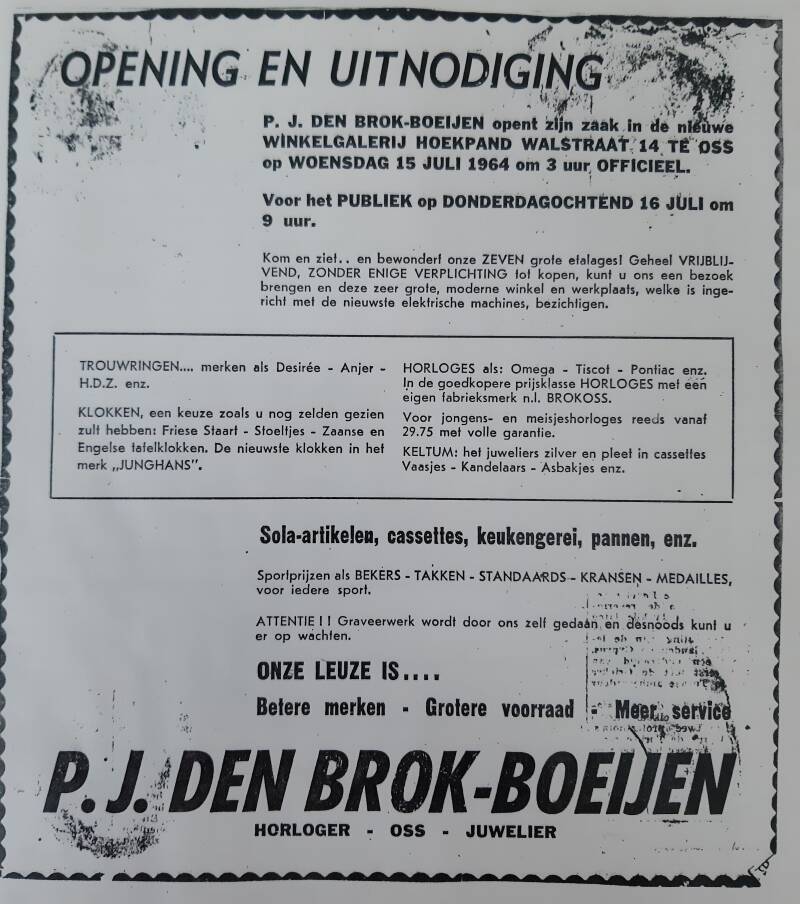 OPENING EN UITNODIGING
P. J. DEN BROK-BOEIJEN opent zijn zaak in de nieuwe
WINKELGALERIJ HOEKPAND WALSTRAAT 14 TE OSS
op WOENSDAG 15 JULI 1964 om 3 uur OFFICIEEL.
Voor het PUBLIEK op DONDERDAGOCHTEND 16 JULI om
9 uur.
Kom en ziet.. en bewondert onze ZEVEN grote etalages! Geheel VRIJBLIJ-
VEND, ZONDER ENIGE VERPLICHTING tot kopen, kunt u ons een bezoek
brengen en deze zeer grote, moderne winkel en werkplaats, welke is inge-
richt met de nieuwste elektrische machines, bezichtigen.
TROUWRINGEN.... merken als Desirée - Anjer -
H.D.Z. enz.
KLOKKEN, een keuze zoals u nog zelden gezien
zult hebben: Friese Staart - Stoeltjes - Zaanse en
Engelse tafelklokken. De nieuwste klokken in het
merk „JUNGHANS".
HORLOGES als: Omega - Tiscot - Pontiac enz.
In de goedkopere prijsklasse HORLOGES met een
eigen fabrieksmerk n.l. BROKOSS.
Voor jongens- en meisjeshorloges reeds vanaf
29.75 met volle garantie.
KELTUM: het juweliers zilver en pleet in cassettes
Vaasjes - Kandelaars - Asbakjes enz.
Sola-artikelen, cassettes, keukengerei, pannen, enz.
Sportprijzen als BEKERS - TAKKEN - STANDAARDS - KRANSEN - MEDAILLES,
voor iedere sport.
ATTENTIE ! ! Graveerwerk wordt door ons zelf gedaan en desnoods kunt u
er op wachten.
ONZE LEUZE IS....
Betere merken - Grotere voorraad - Meer service
P. J. DEN BROK-BOEIJEN
HORLOGER - OSS - JUWELIER